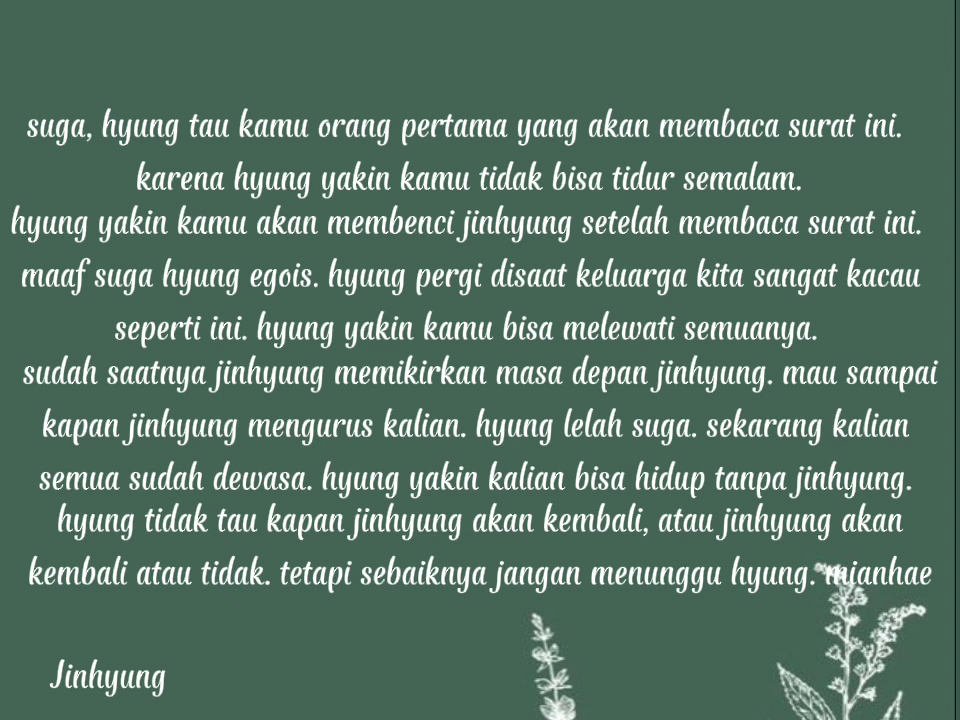 suga, hyung tau kamu orang pertama yang akan membaca surat ini.
karena hyung yakin kamu tidak bisa tidur semalam.
hyung yakin kamu akan membenci jinhyung setelah membaca surat ini.
maaf suga hyung egois. hyung pergi disaat keluarga kita sangat kacau
seperti ini. hyung yakin kamu bisa melewati semuanya.
sudah saatnya jinhyung memikirkan masa depan jinhyung. mau sampai
kapan jinhyung mengurus kalian. hyung lelah suga. sekarang kalian
semua sudah dewasa. hyung yakin kalian bisa hidup tanpa jinhyung.
hyung tidak tau kapan jinhyung akan kembali, atau jinhyung akan
kembali atau tidak. tetapi sebaiknya jangan menunggu hyung. mianhae
Jinhyung